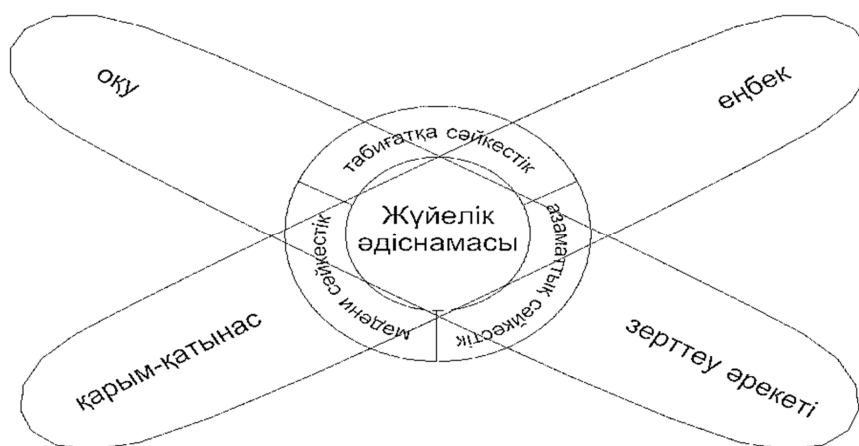 оқу
еңбек
табиғатқа сәйкестік
Жүйелік
әдіснамасы
мәдени сәйкестік
азаматтық сәйкестік
қарым-қатынас
зерттеу әрекеті